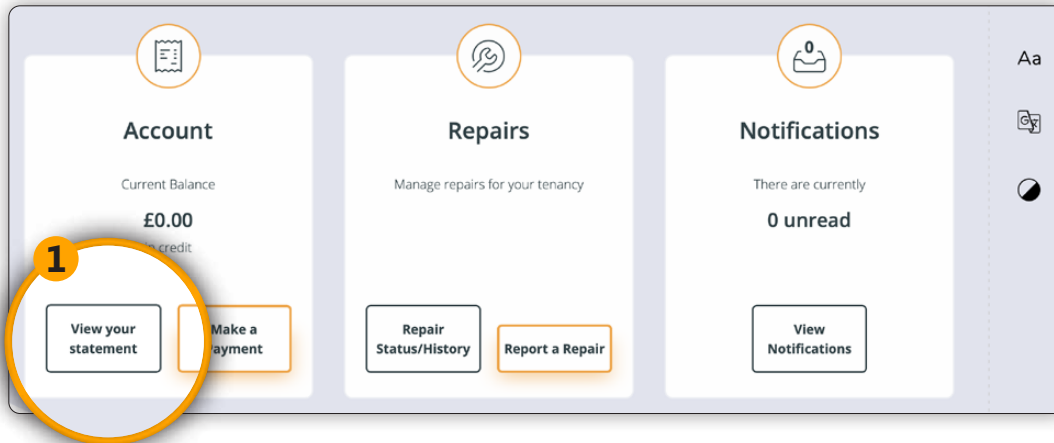 Account
Current Balance
£0.00
in credit
1
View your
statement
Make a
Payment
Repairs
Manage repairs for your tenancy
Repair
Status/History
Report a Repair
0
Notifications
There are currently
0 unread
View
Notifications
Aa
G